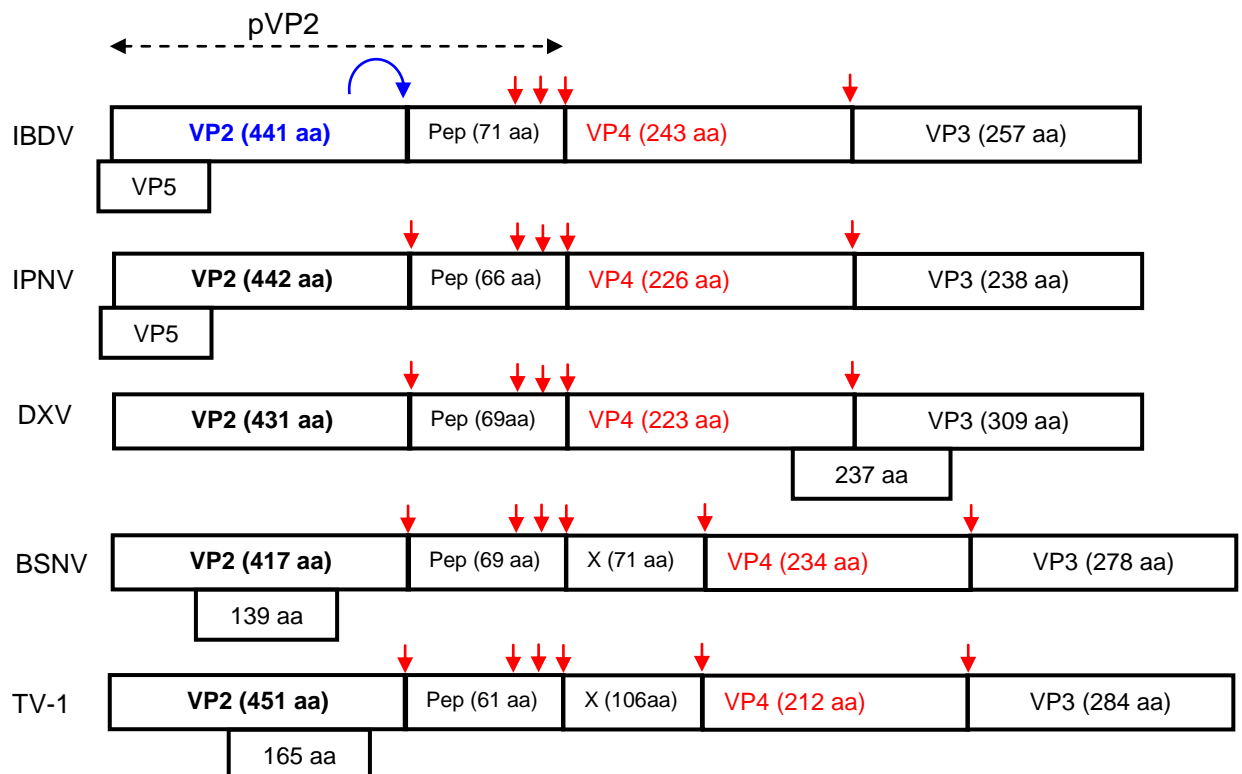 pVP2
IBDV VP2 (441 aa) Pep (71 aa) VP4 (243 aa) VP3 (257 aa)
VP5
IPNV VP2 (442 aa) Pep (66 aa) VP4 (226 aa) VP3 (238 aa)
VP5
DXV VP2 (431 aa) Pep (69aa) VP4 (223 aa) VP3 (309 aa)
237 aa
BSNV VP2 (417 aa) Pep (69 aa) X (71 aa) VP4 (234 aa) VP3 (278 aa)
139 aa
TV-1 VP2 (451 aa) Pep (61 aa) X (106aa) VP4 (212 aa) VP3 (284 aa)
165 aa